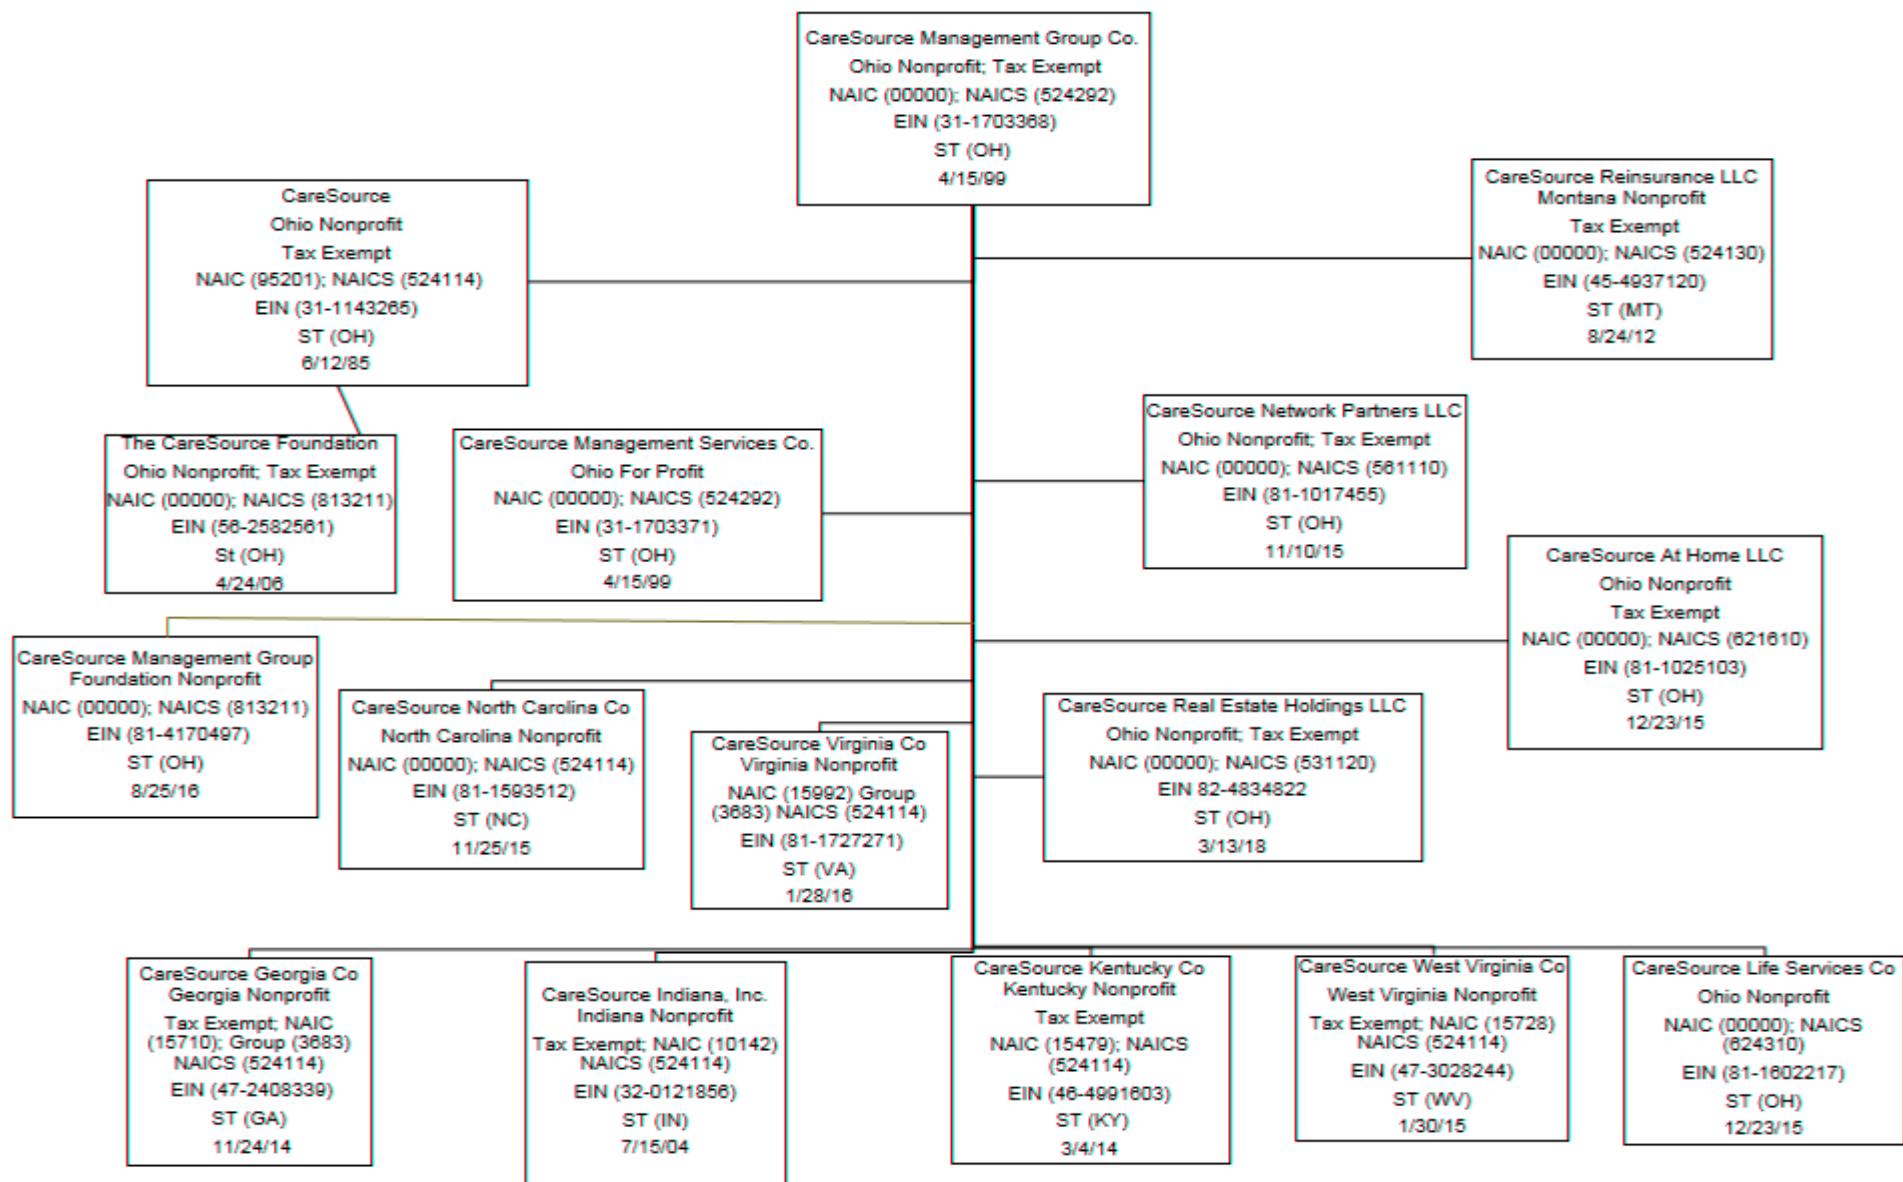 CareSource Management Group Co.
Ohio Nonprofit; Tax Exempt
NAIC (00000); NAICS (524292)
EIN (31-1703368)
ST (OH)
4/15/99
CareSource
Ohio Nonprofit
Tax Exempt
NAIC (95201); NAICS (524114)
EIN (31-1143265)
ST (OH)
6/12/85
CareSource Reinsurance LLC
Montana Nonprofit
Tax Exempt
NAIC (00000); NAICS (524130)
EIN (45-4937120)
ST (MT)
8/24/12
The CareSource Foundation
Ohio Nonprofit; Tax Exempt
NAIC (00000); NAICS (813211)
EIN (56-2582561)
St (OH)
4/24/06
CareSource Management Services Co.
Ohio For Profit
NAIC (00000); NAICS (524292)
EIN (31-1703371)
ST (OH)
4/15/99
CareSource Network Partners LLC
Ohio Nonprofit; Tax Exempt
NAIC (00000); NAICS (561110)
EIN (81-1017455)
ST (OH)
11/10/15
CareSource At Home LLC
Ohio Nonprofit
Tax Exempt
NAIC (00000); NAICS (621610)
EIN (81-1025103)
ST (OH)
12/23/15
CareSource Management Group
Foundation Nonprofit
NAIC (00000); NAICS (813211)
EIN (81-4170497)
ST (OH)
8/25/16
CareSource North Carolina Co
North Carolina Nonprofit
NAIC (00000); NAICS (524114)
EIN (81-1593512)
ST (NC)
11/25/15
CareSource Virginia Co
Virginia Nonprofit
NAIC (15992) Group
(3683) NAICS (524114)
EIN (81-1727271)
ST (VA)
1/28/16
CareSource Real Estate Holdings LLC
Ohio Nonprofit; Tax Exempt
NAIC (00000); NAICS (531120)
EIN 82-4834822
ST (OH)
3/13/18
CareSource Georgia Co
Georgia Nonprofit
Tax Exempt; NAIC
(15710); Group (3683)
NAICS (524114)
EIN (47-2408339)
ST (GA)
11/24/14
CareSource Indiana, Inc.
Indiana Nonprofit
Tax Exempt; NAIC (10142)
NAICS (524114)
EIN (32-0121856)
ST (IN)
7/15/04
CareSource Kentucky Co
Kentucky Nonprofit
Tax Exempt
NAIC (15479); NAICS
(524114)
EIN (46-4991603)
ST (KY)
3/4/14
CareSource West Virginia Co
West Virginia Nonprofit
Tax Exempt; NAIC (15728)
NAICS (524114)
EIN (47-3028244)
ST (WV)
1/30/15
CareSource Life Services Co
Ohio Nonprofit
NAIC (00000); NAICS
(624310)
EIN (81-1602217)
ST (OH)
12/23/15